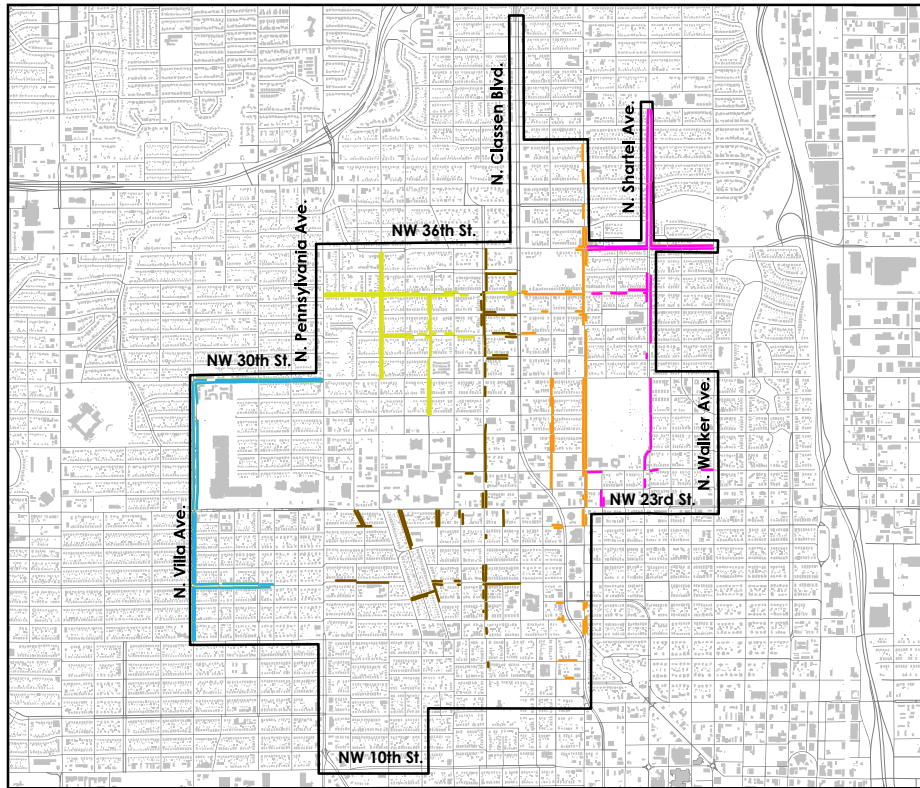 N. Classen Blvd.
N. Shartel Ave.
N. Pennsylvania Ave.
NW 36th St.
NW 30th St.
N. Walker Ave.
NW 23rd St.
N. Villa Ave.
NW 10th St.